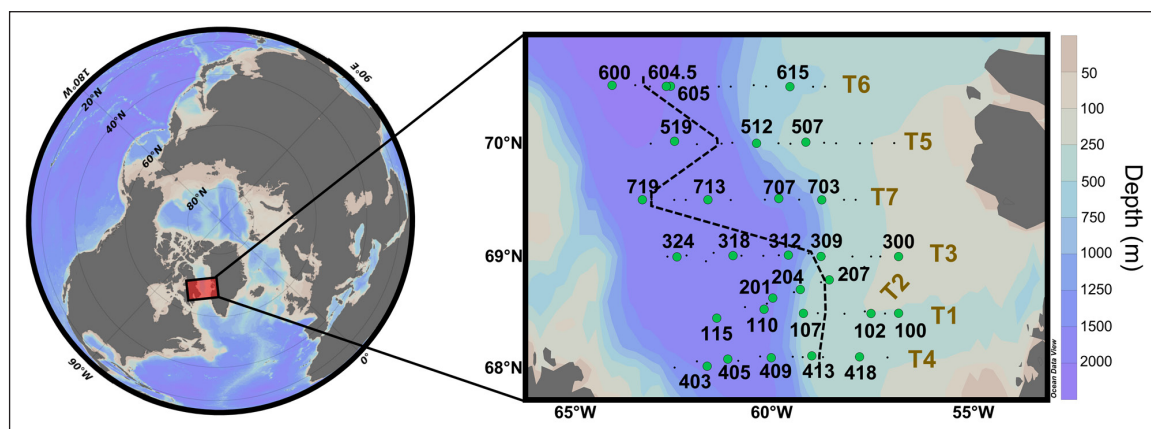 180°W
90°E
20°N
40°N
60°N
80°N
90°W
0°
600 604.5 615 T6
605
519 512 507 T5
70°N
719 713 707 703 T7
324 318 312 309 300 T3
69°N
201 204 207 T2
115 110 107 102 100 T1
T4
68°N
403 405 409 413 418
65°W 60°W 55°W
Ocean Data View
50
100
250
500
750
1000
1250
1500
2000
Depth (m)